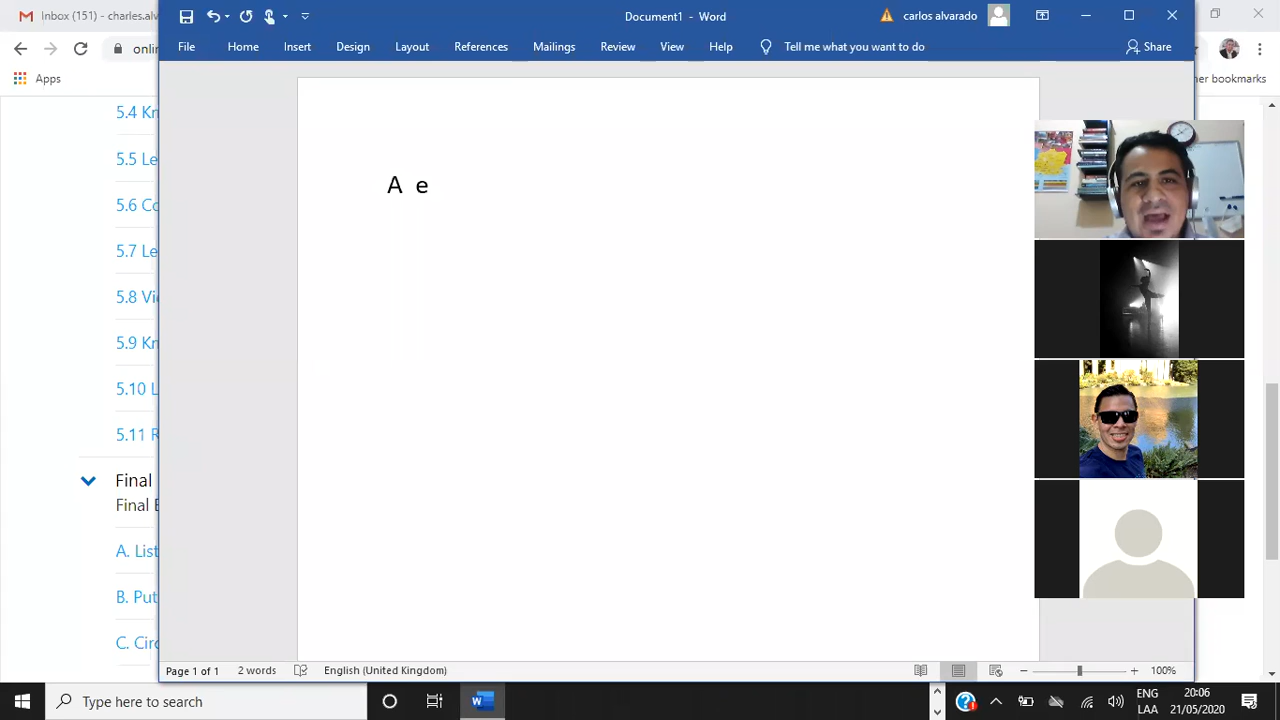 Inbox (151) - charles.alv
Document1 - Word
carlos alvarado
onlin
File Home Insert Design Layout References Mailings Review View Help Tell me what you want to do Share
Apps
her bookmarks
5.4 Kn
5.5 Le
5.6 Co
5.7 Le
5.8 Vi
5.9 Kn
5.10 L
5.11 R
Final
Final E
A. List
B. Put
C. Circ
A e
Page 1 of 1 2 words English (United Kingdom) 100%
Type here to search
ENG
LAA
20:06
21/05/2020